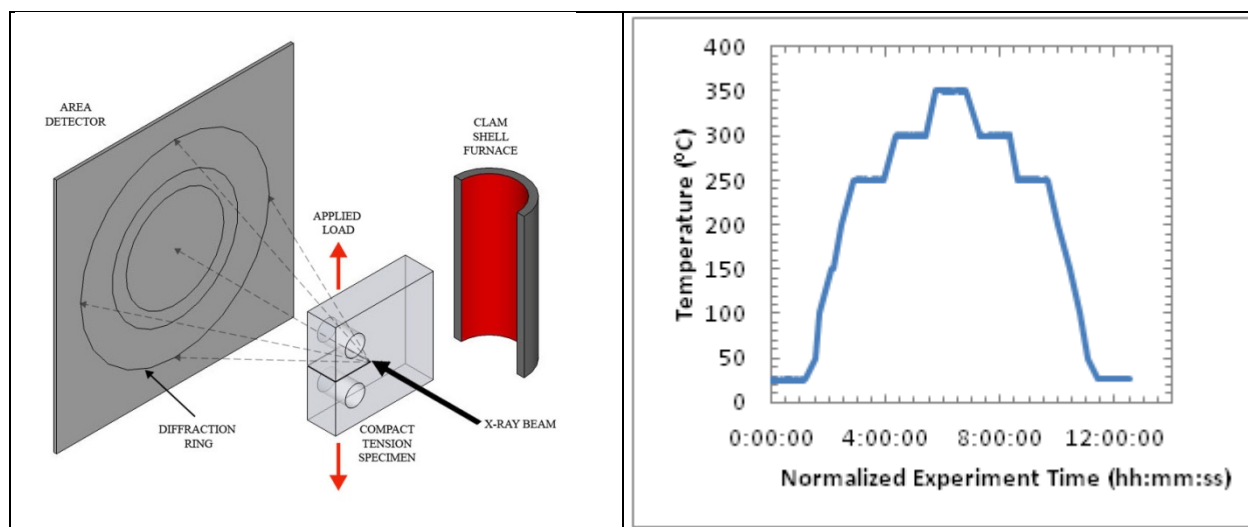 AREA
DETECTOR
CLAM
SHELL
FURNACE
APPLIED
LOAD
X-RAY BEAM
DIFFRACTION
RING
COMPACT
TENSION
SPECIMEN
400
350
300
250
200
150
100
50
0
Temperature (⁰C)
0:00:00 4:00:00 8:00:00 12:00:00
Normalized Experiment Time (hh:mm:ss)